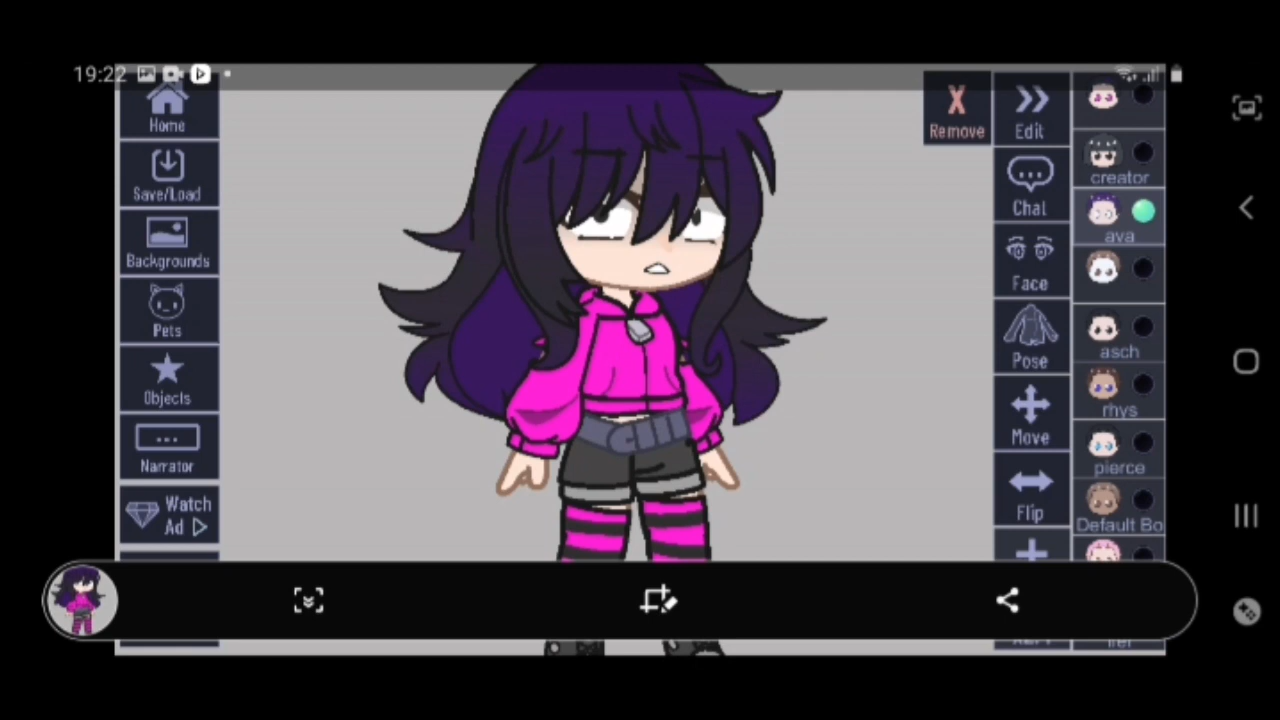 19:22
Home
Save/Load
Backgrounds
Pets
Objects
Narrator
Watch
Ad
X
Remove
Edit
Chat
Face
Pose
Move
Flip
creator
ava
asch
rhys
pierce
Default Bo